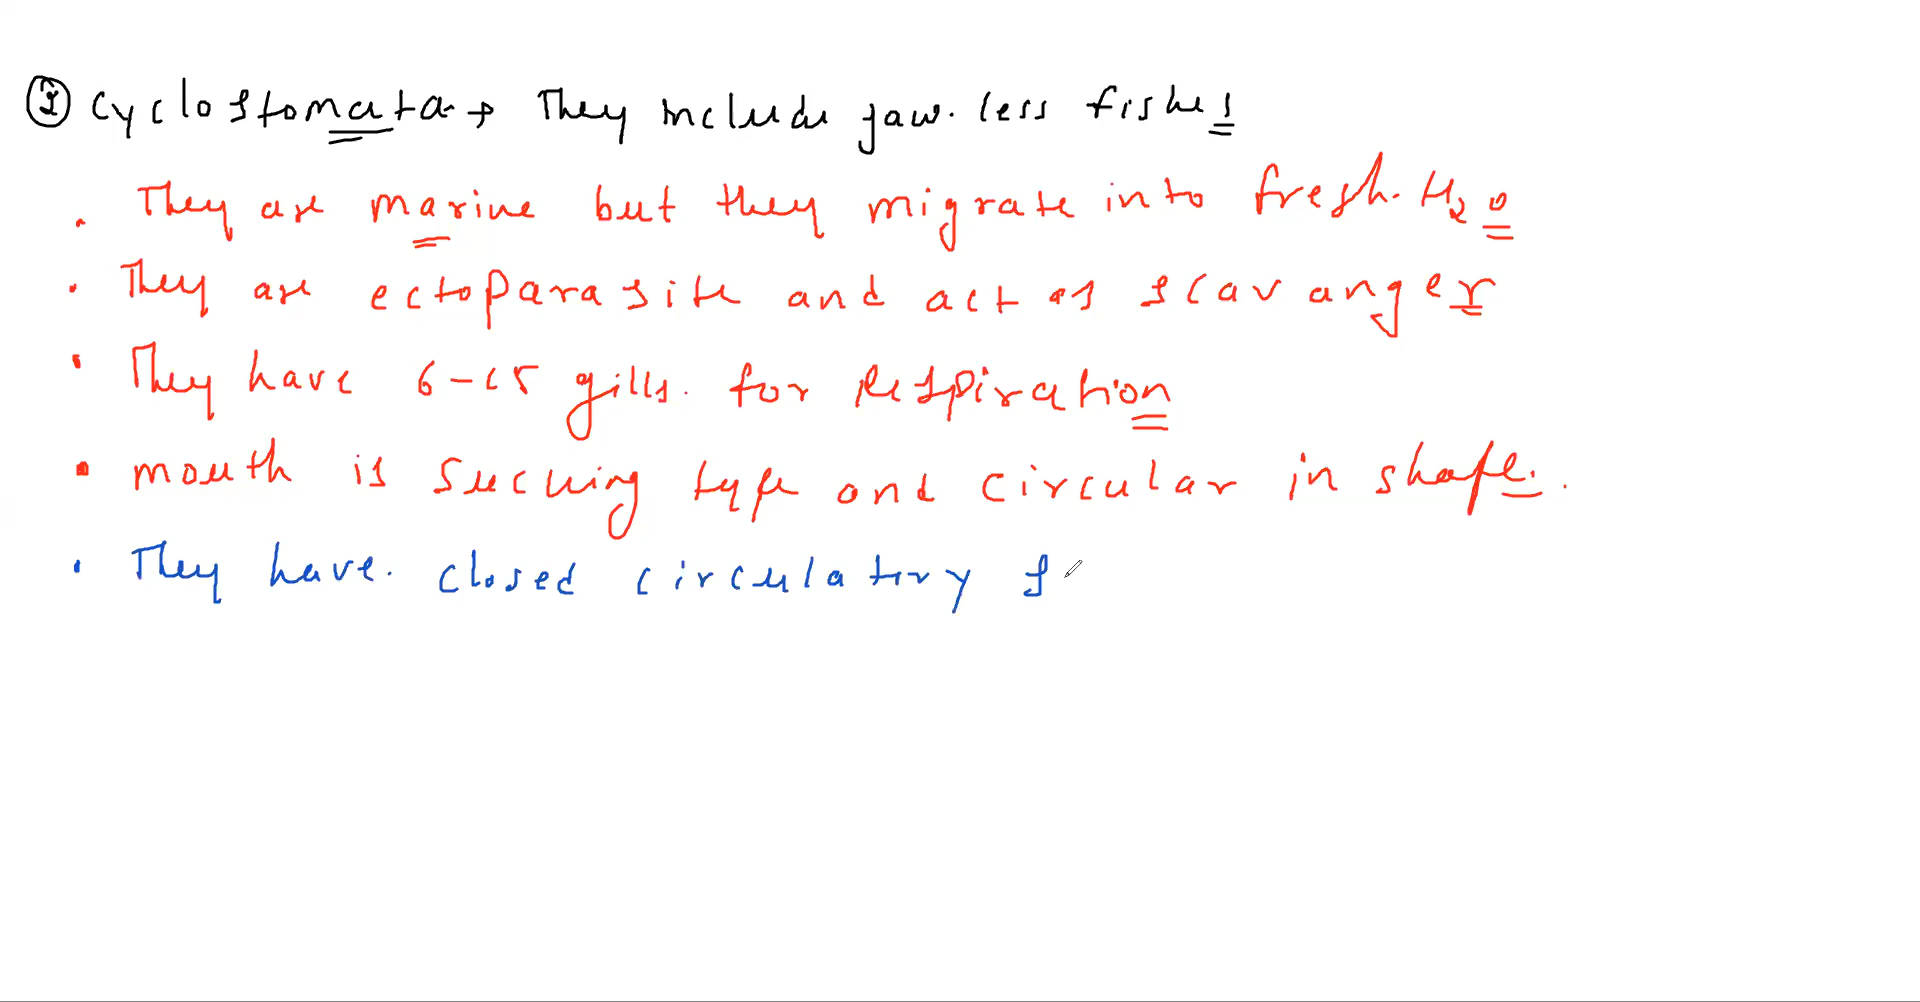 ① Cyclostomata → They include jaw-less fishes
• They are marine but they migrate into fresh-H₂O
• They are ectoparasite and act as scavanger
• They have 6-15 gills. for Respiration
• mouth is sucking type and circular in shape.
• They have closed circulatory s